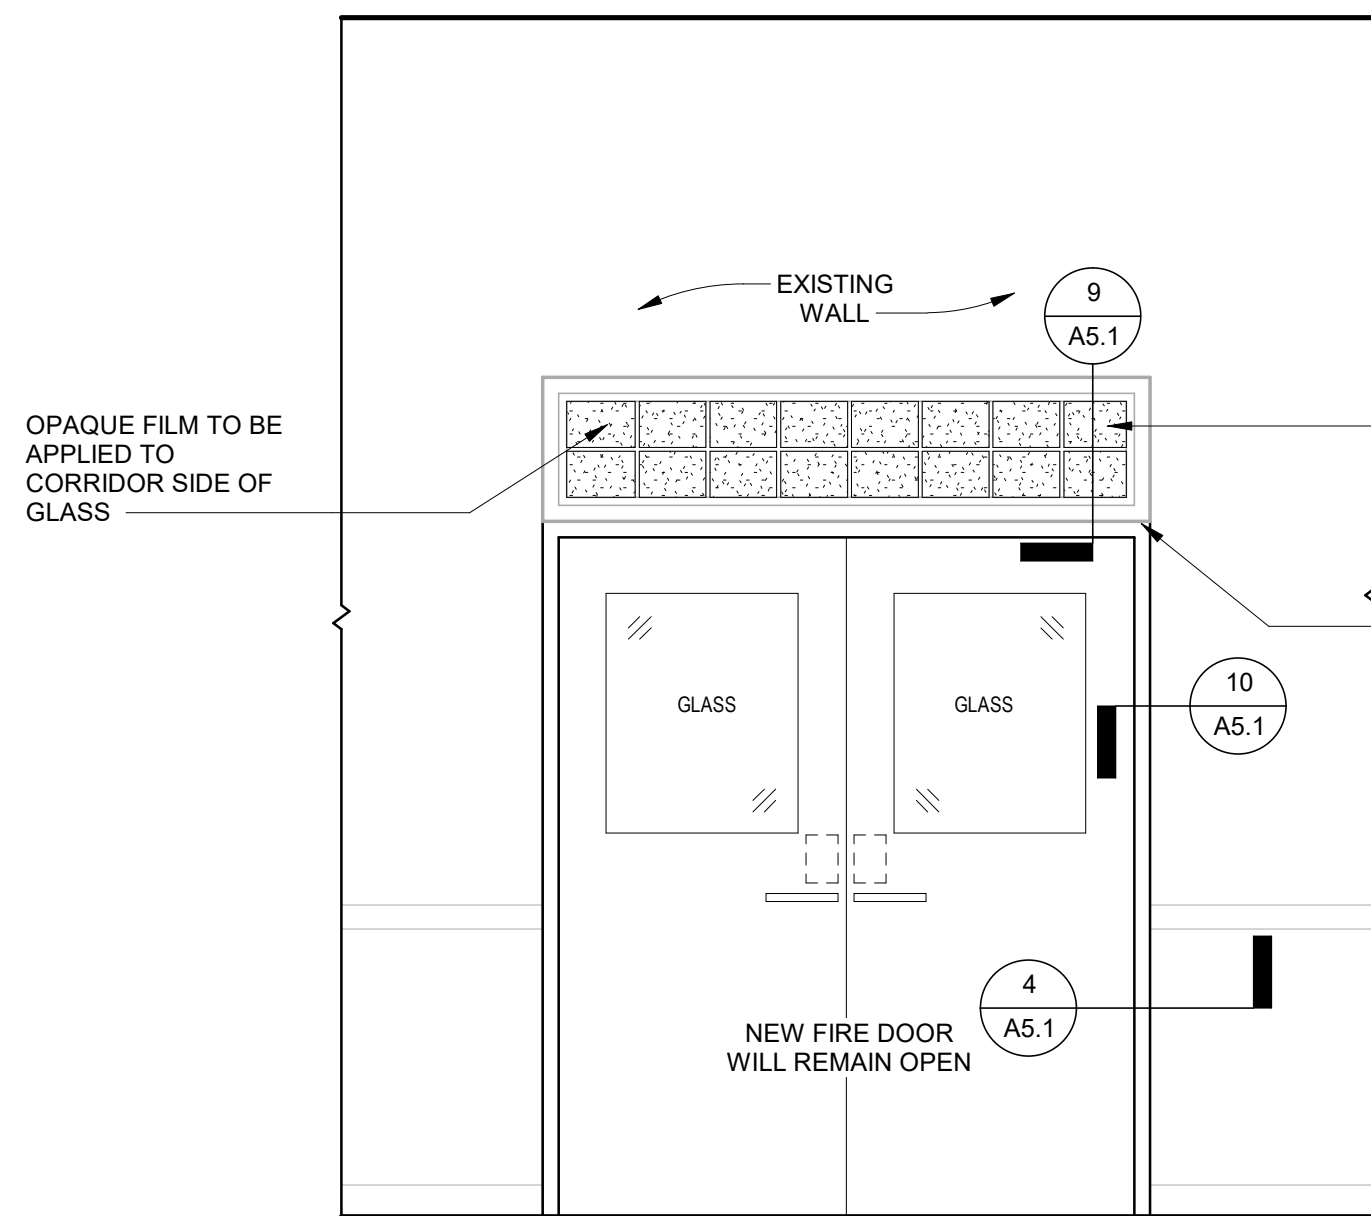 EXISTING
WALL
9
A5.1
OPAQUE FILM TO BE
APPLIED TO
CORRIDOR SIDE OF
GLASS
GLASS
GLASS
10
A5.1
4
A5.1
NEW FIRE DOOR
WILL REMAIN OPEN